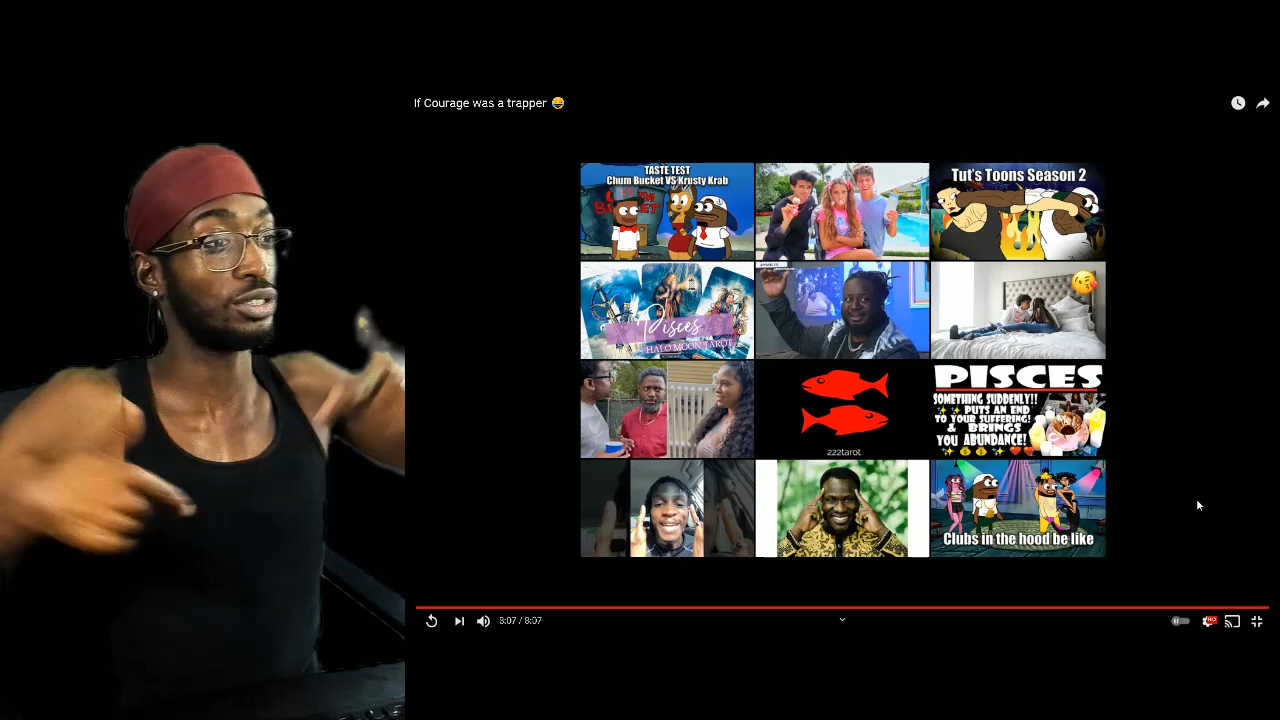 If Courage was a trapper
TASTE TEST
Chum Bucket VS Krusty Krab
Tut's Toons Season 2
Pisces
HALO MOON TAROT
222tarot
PISCES
SOMETHING SUDDENLY!!
PUTS AN END
TO YOUR SUFFERING!
& BRINGS
YOU ABUNDANCE!
Clubs in the hood be like
8:07 / 8:07
HD